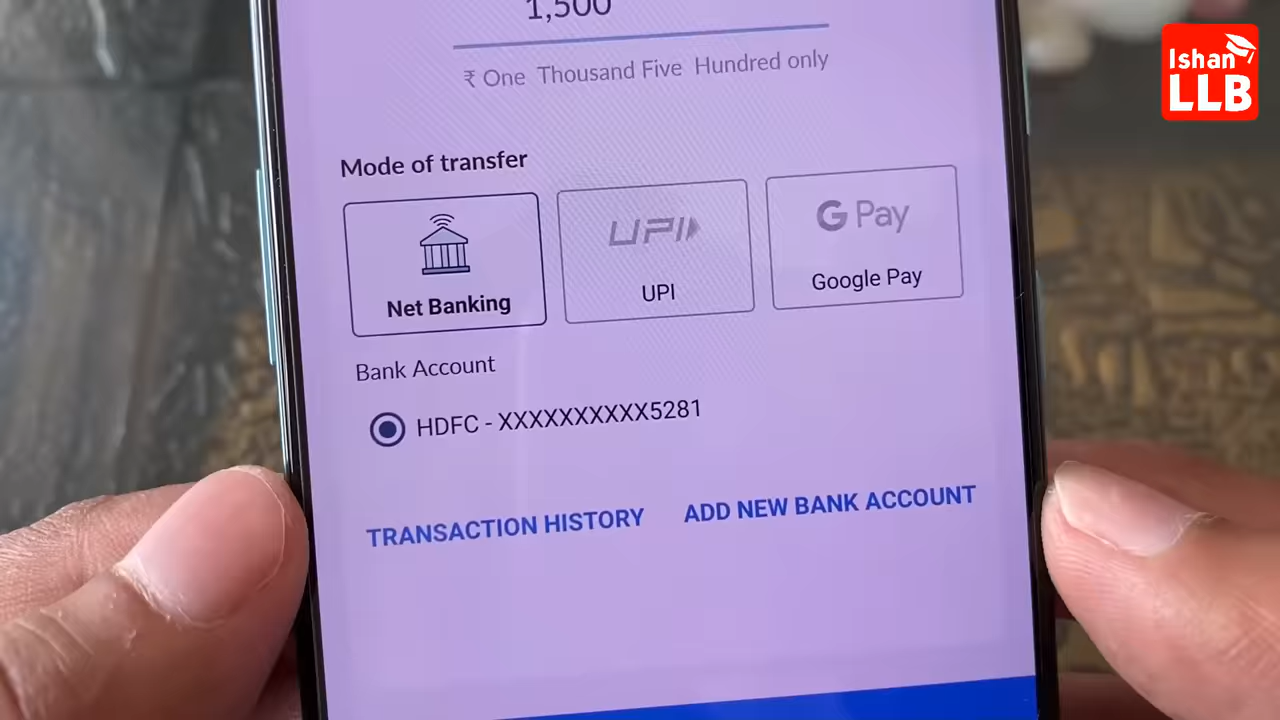 Ishan
LLB
1,500
₹ One Thousand Five Hundred only
Mode of transfer
UPI
G Pay
Net Banking
UPI
Google Pay
Bank Account
HDFC - XXXXXXXXXX5281
TRANSACTION HISTORY
ADD NEW BANK ACCOUNT